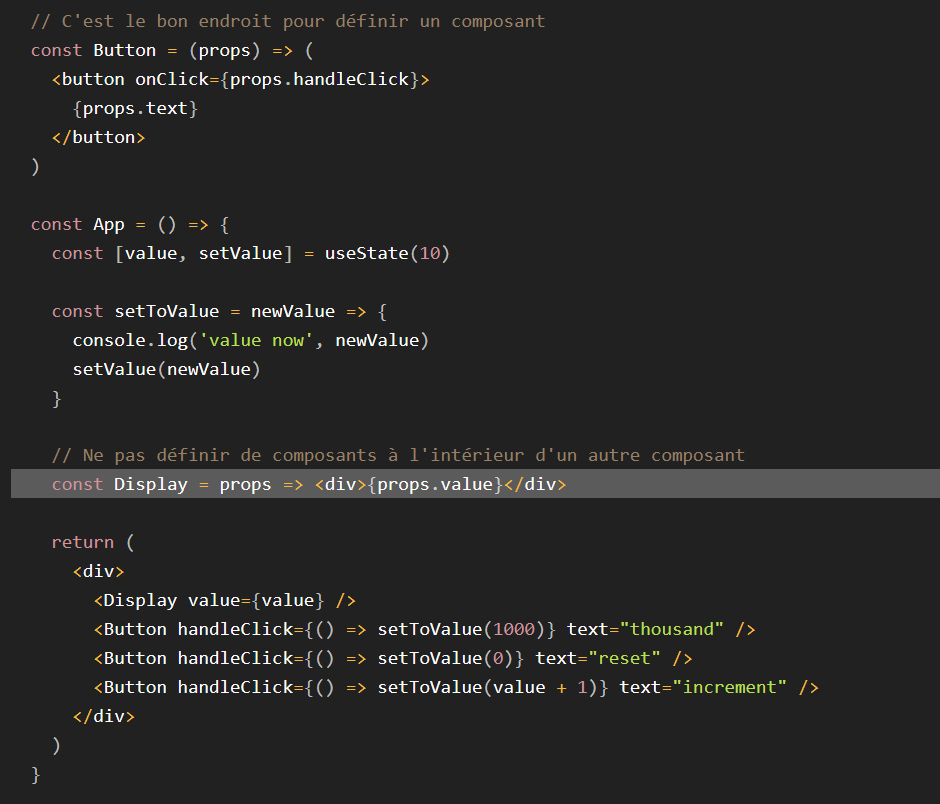 // C'est le bon endroit pour définir un composant
const Button = (props) => (
  <button onClick={props.handleClick}>
    {props.text}
  </button>
)

const App = () => {
  const [value, setValue] = useState(10)

  const setToValue = newValue => {
    console.log('value now', newValue)
    setValue(newValue)
  }

  // Ne pas définir de composants à l'intérieur d'un autre composant
  const Display = props => <div>{props.value}</div>

  return (
    <div>
      <Display value={value} />
      <Button handleClick={() => setToValue(1000)} text="thousand" />
      <Button handleClick={() => setToValue(0)} text="reset" />
      <Button handleClick={() => setToValue(value + 1)} text="increment" />
    </div>
  )
}